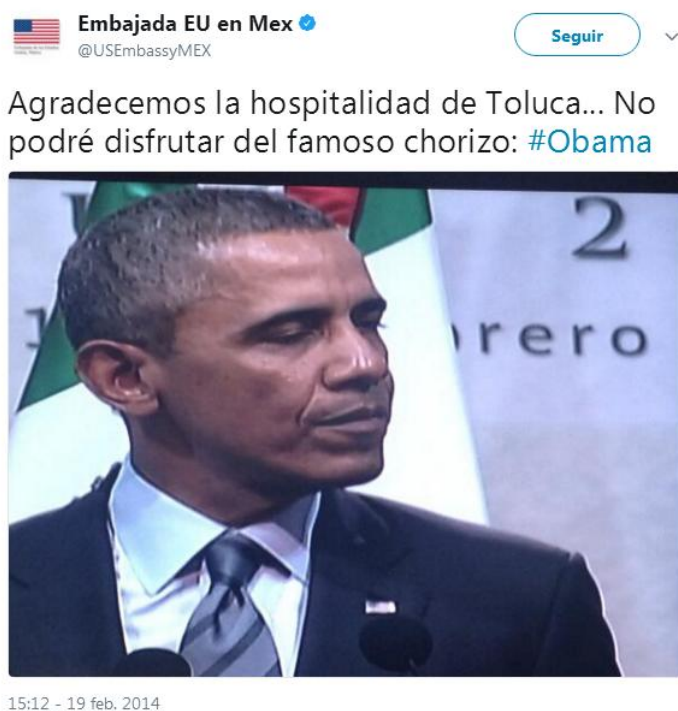 Embajada EU en Mex
@USEmbassyMEX
Seguir
Agradecemos la hospitalidad de Toluca... No
podré disfrutar del famoso chorizo: #Obama
2
rero
15:12 - 19 feb. 2014